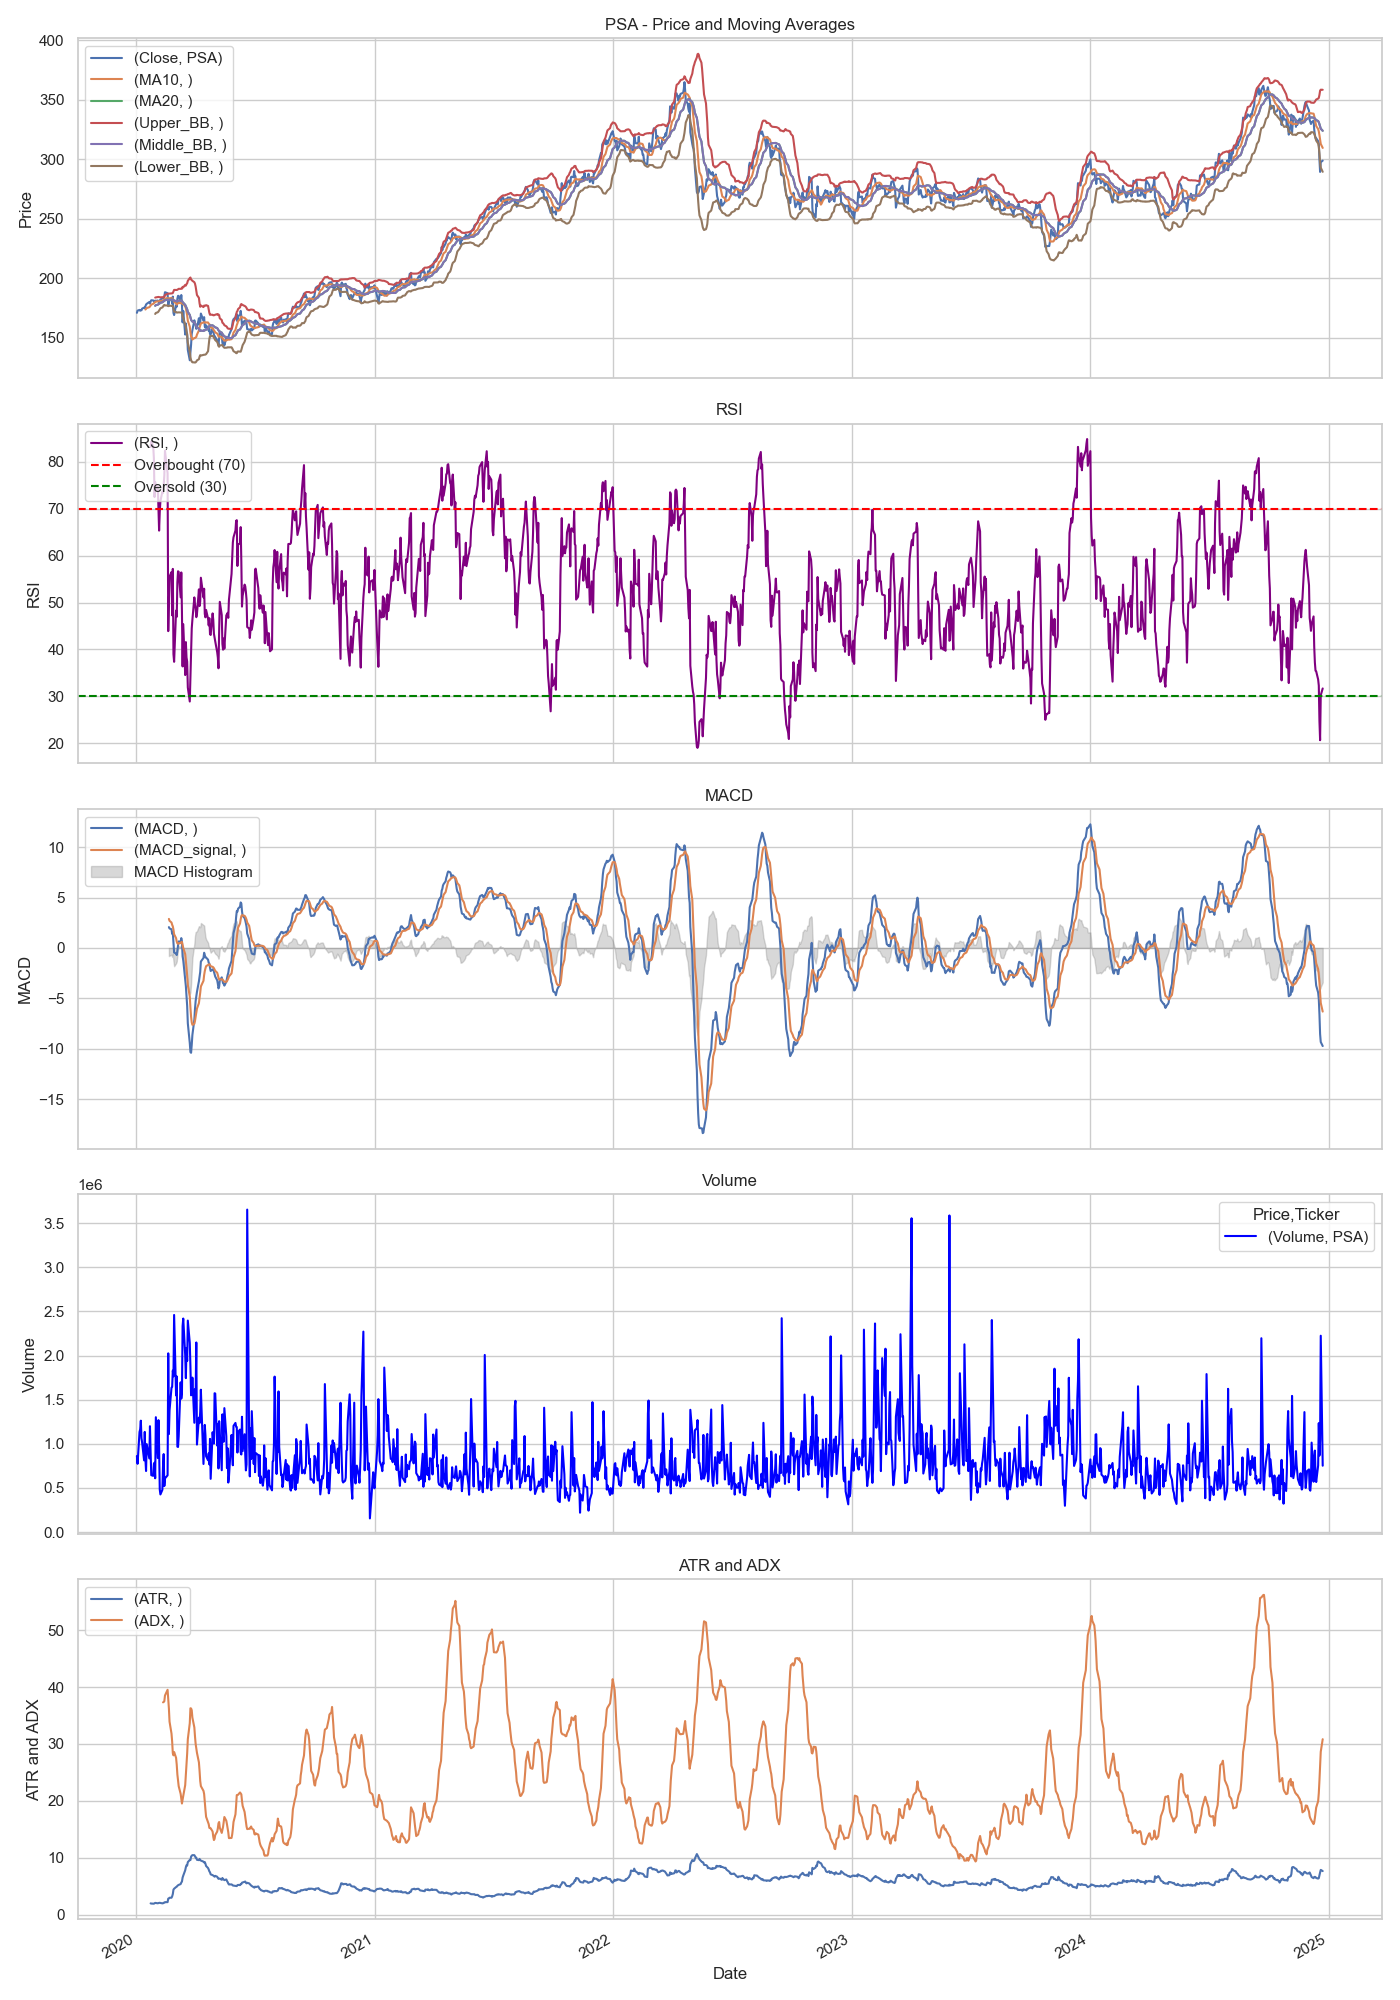 PSA - Price and Moving Averages
400
350
300
250
200
150
Price
(Close, PSA)
(MA10, )
(MA20, )
(Upper_BB, )
(Middle_BB, )
(Lower_BB, )
RSI
80
70
60
50
40
30
20
RSI
(RSI, )
Overbought (70)
Oversold (30)
MACD
10
5
0
−5
−10
−15
MACD
(MACD, )
(MACD_signal, )
MACD Histogram
Volume
1e6
3.5
3.0
2.5
2.0
1.5
1.0
0.5
0.0
Volume
Price,Ticker
(Volume, PSA)
ATR and ADX
50
40
30
20
10
0
ATR and ADX
(ATR, )
(ADX, )
2020
2021
2022
2023
2024
2025
Date